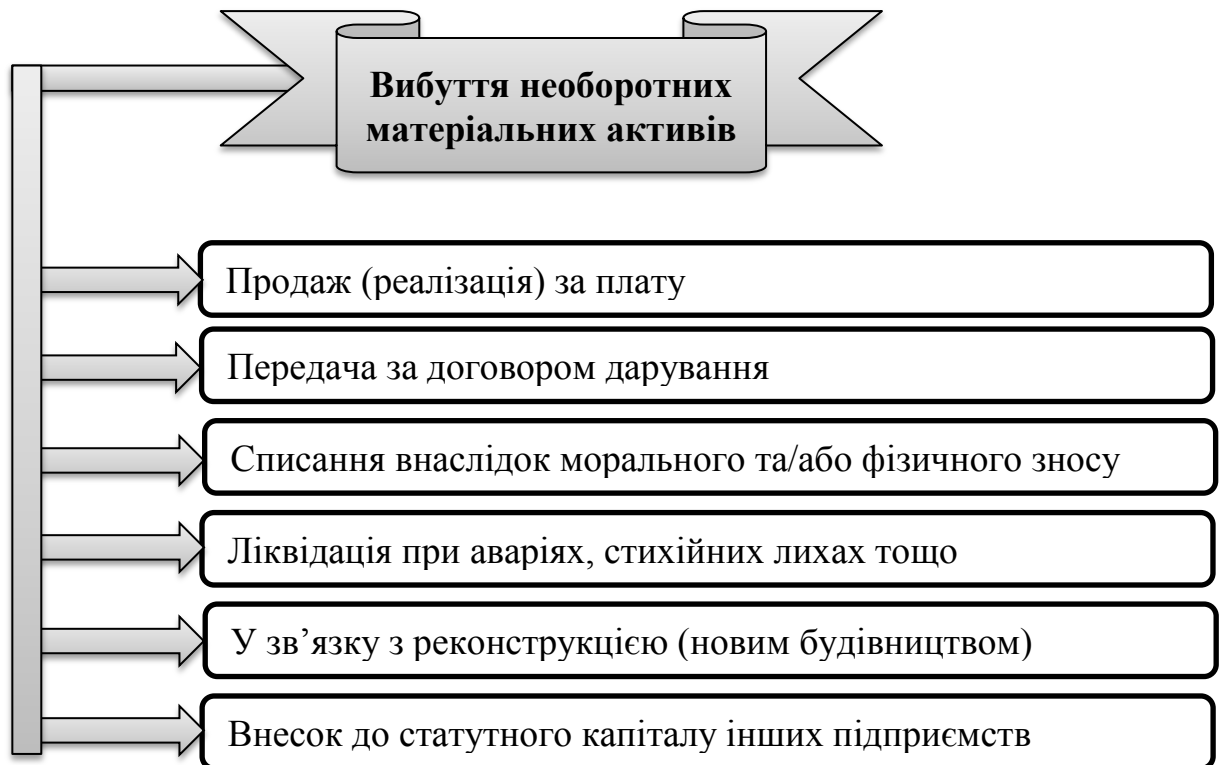 Вибуття необоротних
матеріальних активів
Продаж (реалізація) за плату
Передача за договором дарування
Списання внаслідок морального та/або фізичного зносу
Ліквідація при аваріях, стихійних лихах тощо
У зв’язку з реконструкцією (новим будівництвом)
Внесок до статутного капіталу інших підприємств